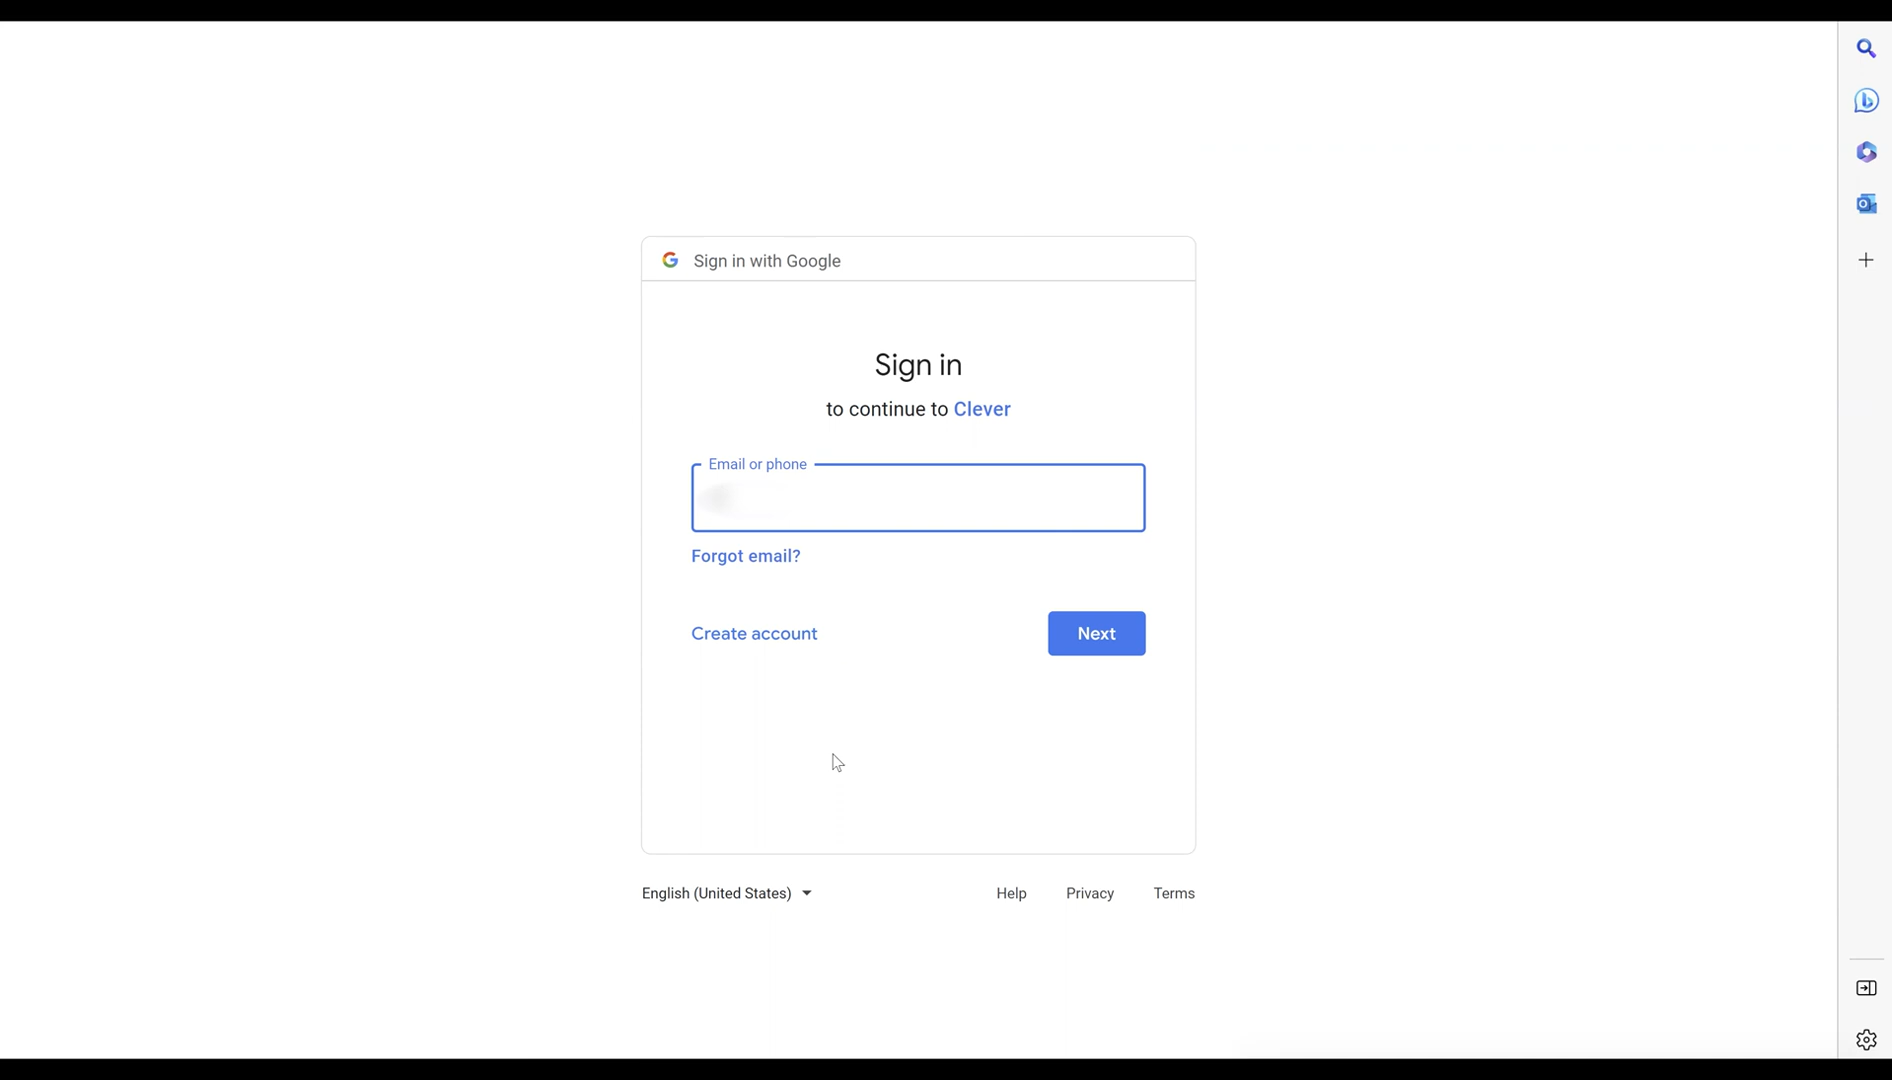 Sign in with Google
Sign in
to continue to Clever
Email or phone
Forgot email?
Create account
Next
English (United States)
Help
Privacy
Terms